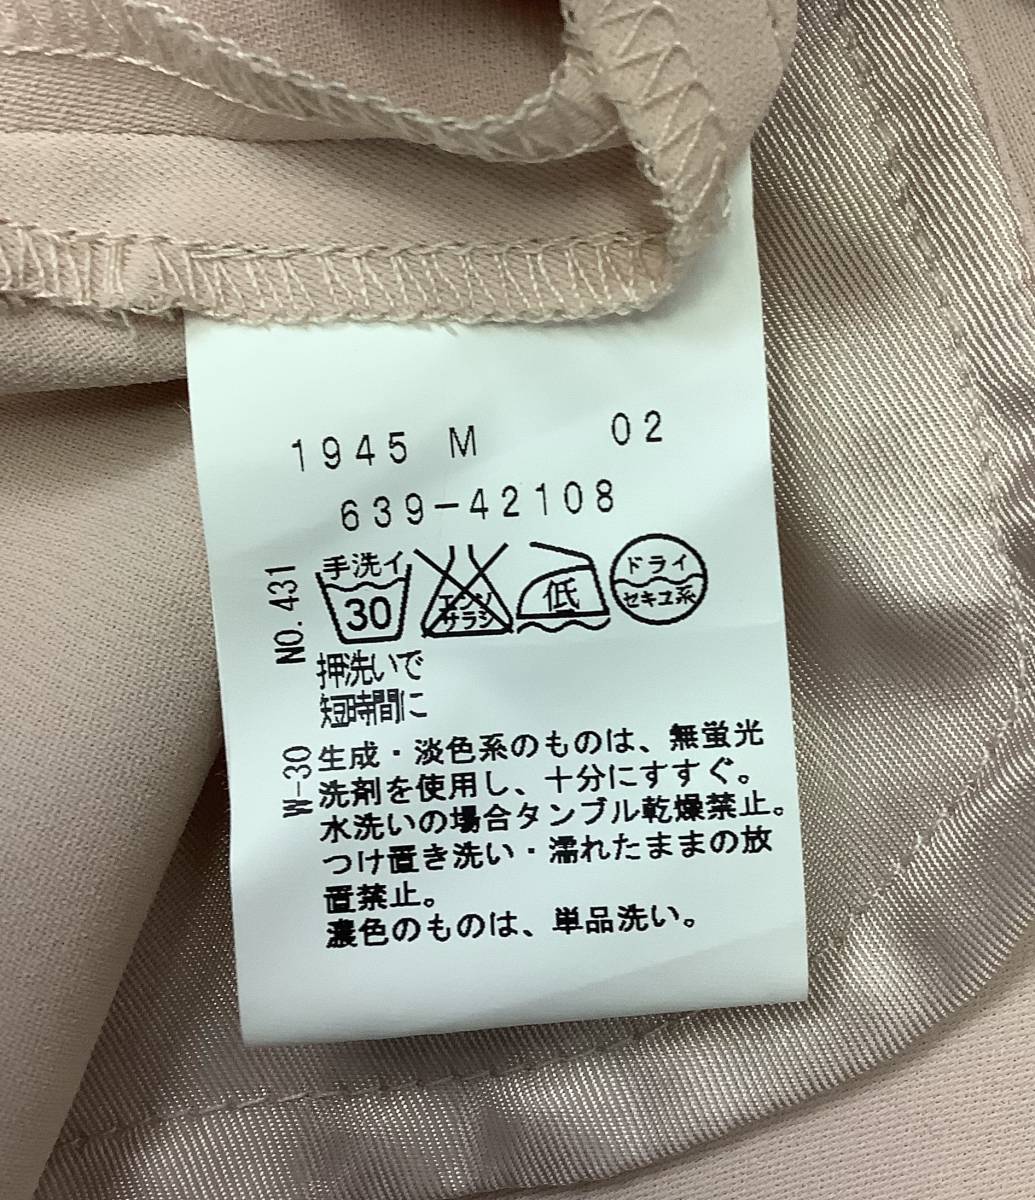 1945 M 02
639-42108
NO. 431
手洗イ
30
エンソ
サラシ
低
ドライ
セキユ系
押洗いで
短時間に
W-30
生成・淡色系のものは、無蛍光
洗剤を使用し、十分にすすぐ。
水洗いの場合タンブル乾燥禁止。
つけ置き洗い・濡れたままの放
置禁止。
濃色のものは、単品洗い。